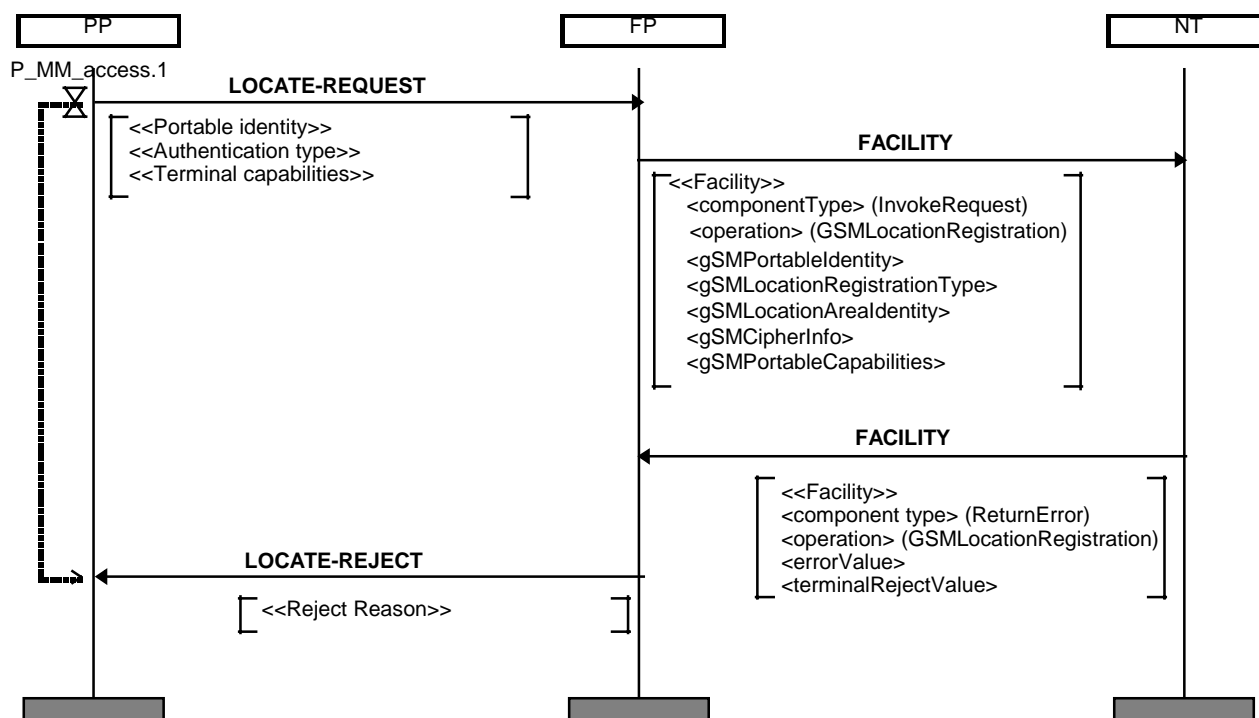 PP
FP
NT
P_MM_access.1
LOCATE-REQUEST
<<Portable identity>>
<<Authentication type>>
<<Terminal capabilities>>
FACILITY
<<Facility>>
<componentType> (InvokeRequest)
<operation> (GSMLocationRegistration)
<gSMPortableIdentity>
<gSMLocationRegistrationType>
<gSMLocationAreaIdentity>
<gSMCipherInfo>
<gSMPortableCapabilities>
FACILITY
<<Facility>>
<component type> (ReturnError)
<operation> (GSMLocationRegistration)
<errorValue>
<terminalRejectValue>
LOCATE-REJECT
<<Reject Reason>>